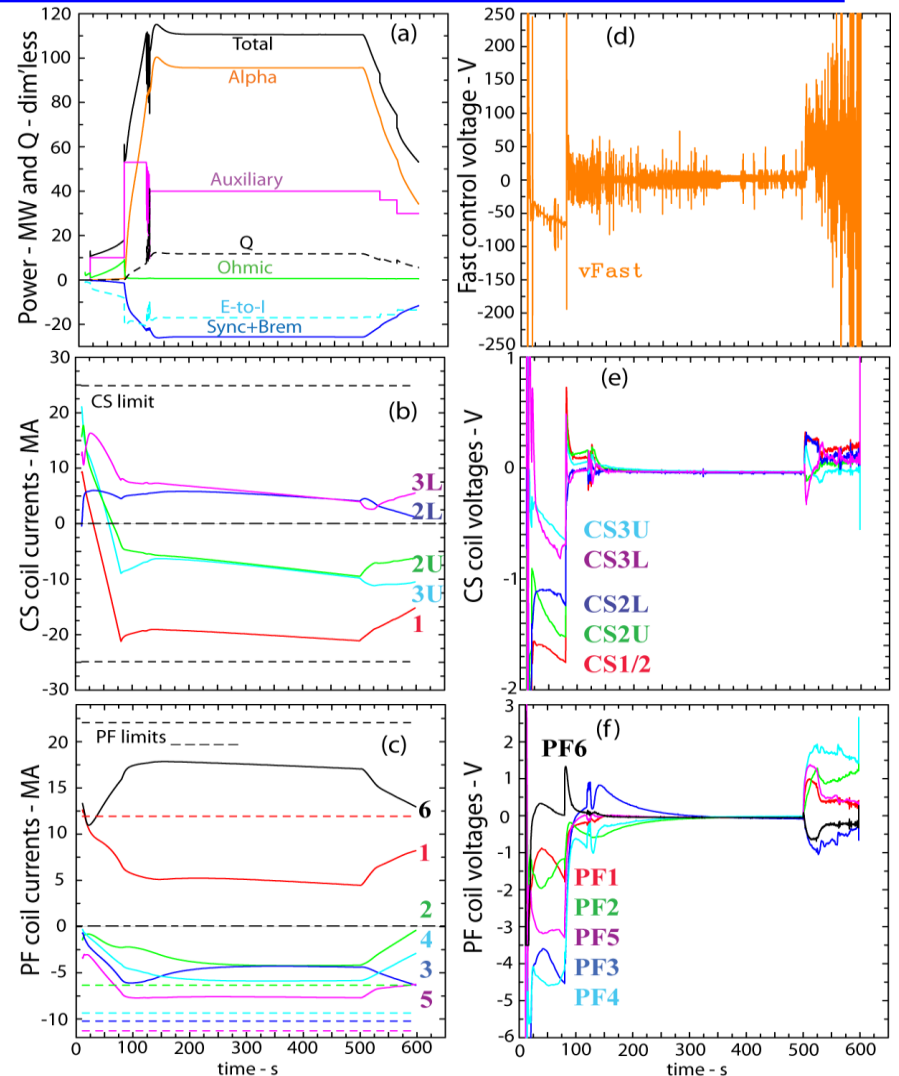 Power - MW and Q - dim'less
120
100
80
60
40
20
0
-20
(a)
Total
Alpha
Auxiliary
Q
Ohmic
E-to-I
Sync+Brem
Fast control voltage - V
250
200
150
100
50
0
-50
-100
-150
-200
-250
(d)
vFast
CS coil currents - MA
30
20
10
0
-10
-20
-30
CS limit
(b)
3L
2L
2U
3U
1
CS coil voltages - V
1
0
-1
-2
(e)
CS3U
CS3L
CS2L
CS2U
CS1/2
PF coil currents - MA
20
15
10
5
0
-5
-10
PF limits
(c)
6
1
2
4
3
5
0 100 200 300 400 500 600
time - s
PF coil voltages - V
3
2
1
0
-1
-2
-3
-4
-5
-6
(f)
PF6
PF1
PF2
PF5
PF3
PF4
0 100 200 300 400 500 600
time - s